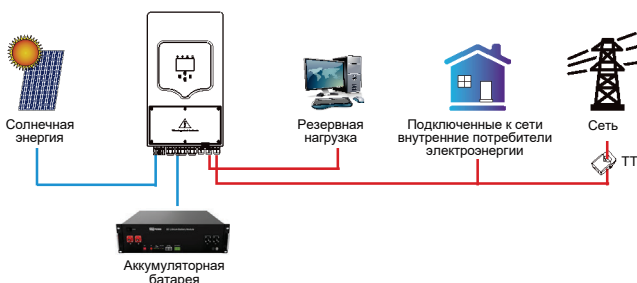 Солнечная
энергия
Резервная
нагрузка
Подключенные к сети
внутренние потребители
электроэнергии
Сеть
ТТ
Аккумуляторная
батарея